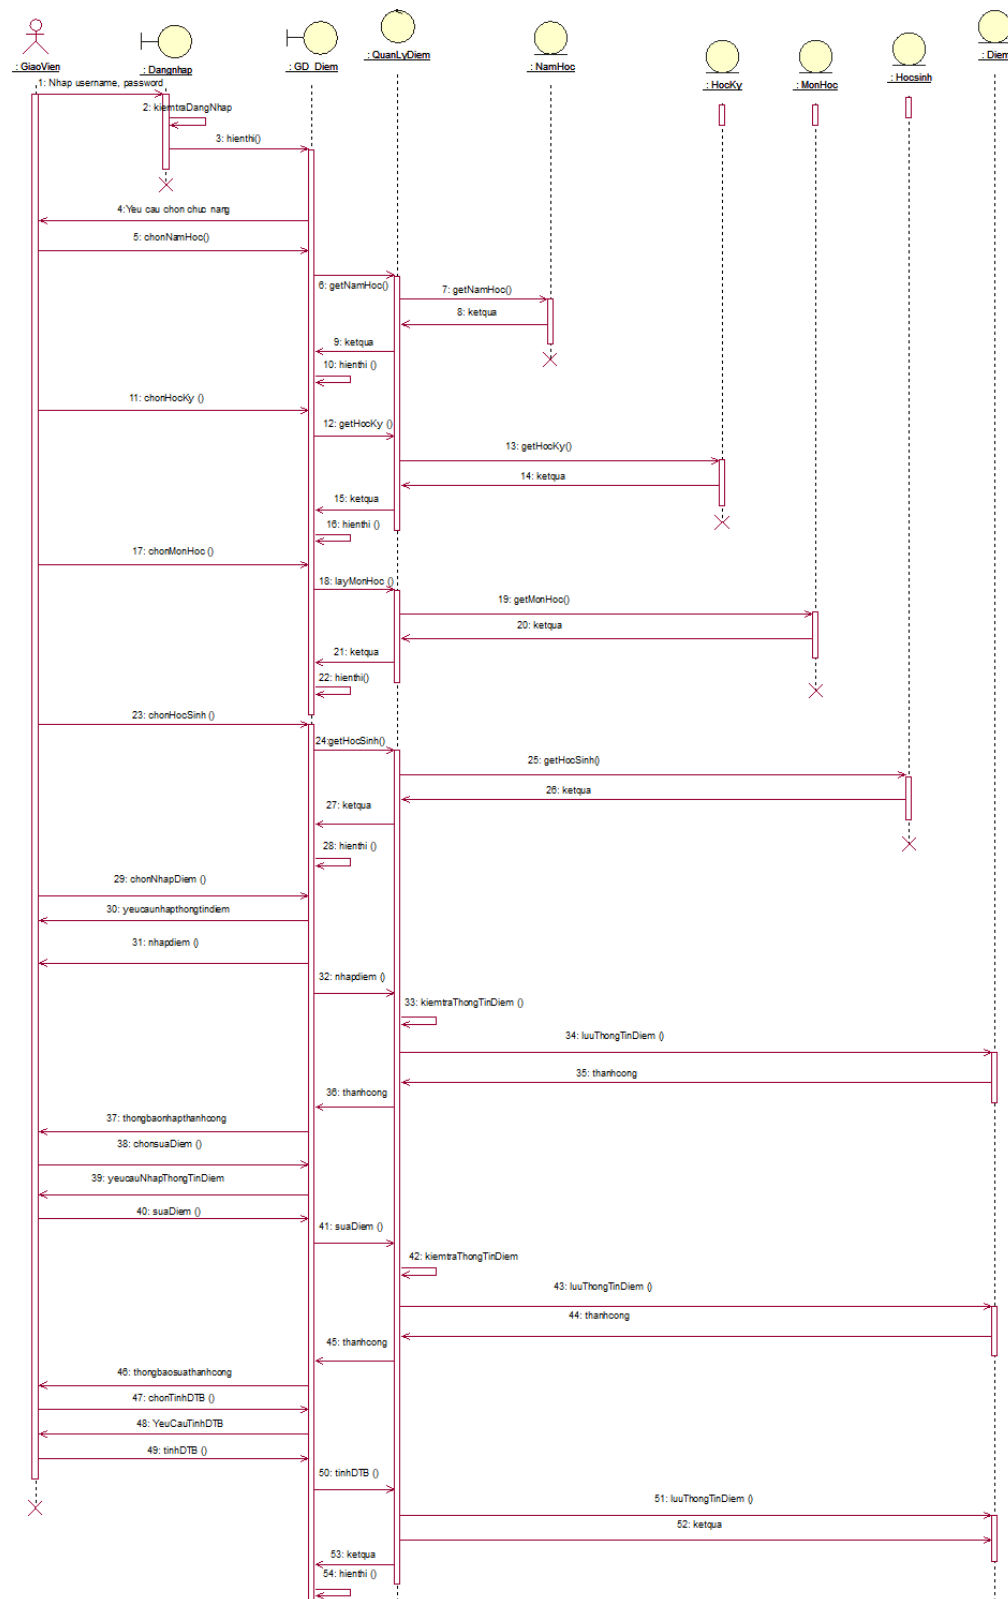 : GiaoVien
: Dangnhap
: GD_Diem
: QuanLyDiem
: NamHoc
: HocKy
: MonHoc
: Hocsinh
: Diem
1: Nhap username, password
2: kiemtraDangNhap
3: hienthi()
4:Yeu cau chon chuc nang
5: chonNamHoc()
6: getNamHoc()
7: getNamHoc()
8: ketqua
9: ketqua
10: hienthi ()
11: chonHocKy ()
12: getHocKy ()
13: getHocKy()
14: ketqua
15: ketqua
16: hienthi ()
17: chonMonHoc ()
18: layMonHoc ()
19: getMonHoc()
20: ketqua
21: ketqua
22: hienthi()
23: chonHocSinh ()
24:getHocSinh()
25: getHocSinh()
26: ketqua
27: ketqua
28: hienthi ()
29: chonNhapDiem ()
30: yeucaunhapthongtindiem
31: nhapdiem ()
32: nhapdiem ()
33: kiemtraThongTinDiem ()
34: luuThongTinDiem ()
35: thanhcong
36: thanhcong
37: thongbaonhapthanhcong
38: chonsuaDiem ()
39: yeucauNhapThongTinDiem
40: suaDiem ()
41: suaDiem ()
42: kiemtraThongTinDiem
43: luuThongTinDiem ()
44: thanhcong
45: thanhcong
46: thongbaosuathanhcong
47: chonTinhDTB ()
48: YeuCauTinhDTB
49: tinhDTB ()
50: tinhDTB ()
51: luuThongTinDiem ()
52: ketqua
53: ketqua
54: hienthi ()